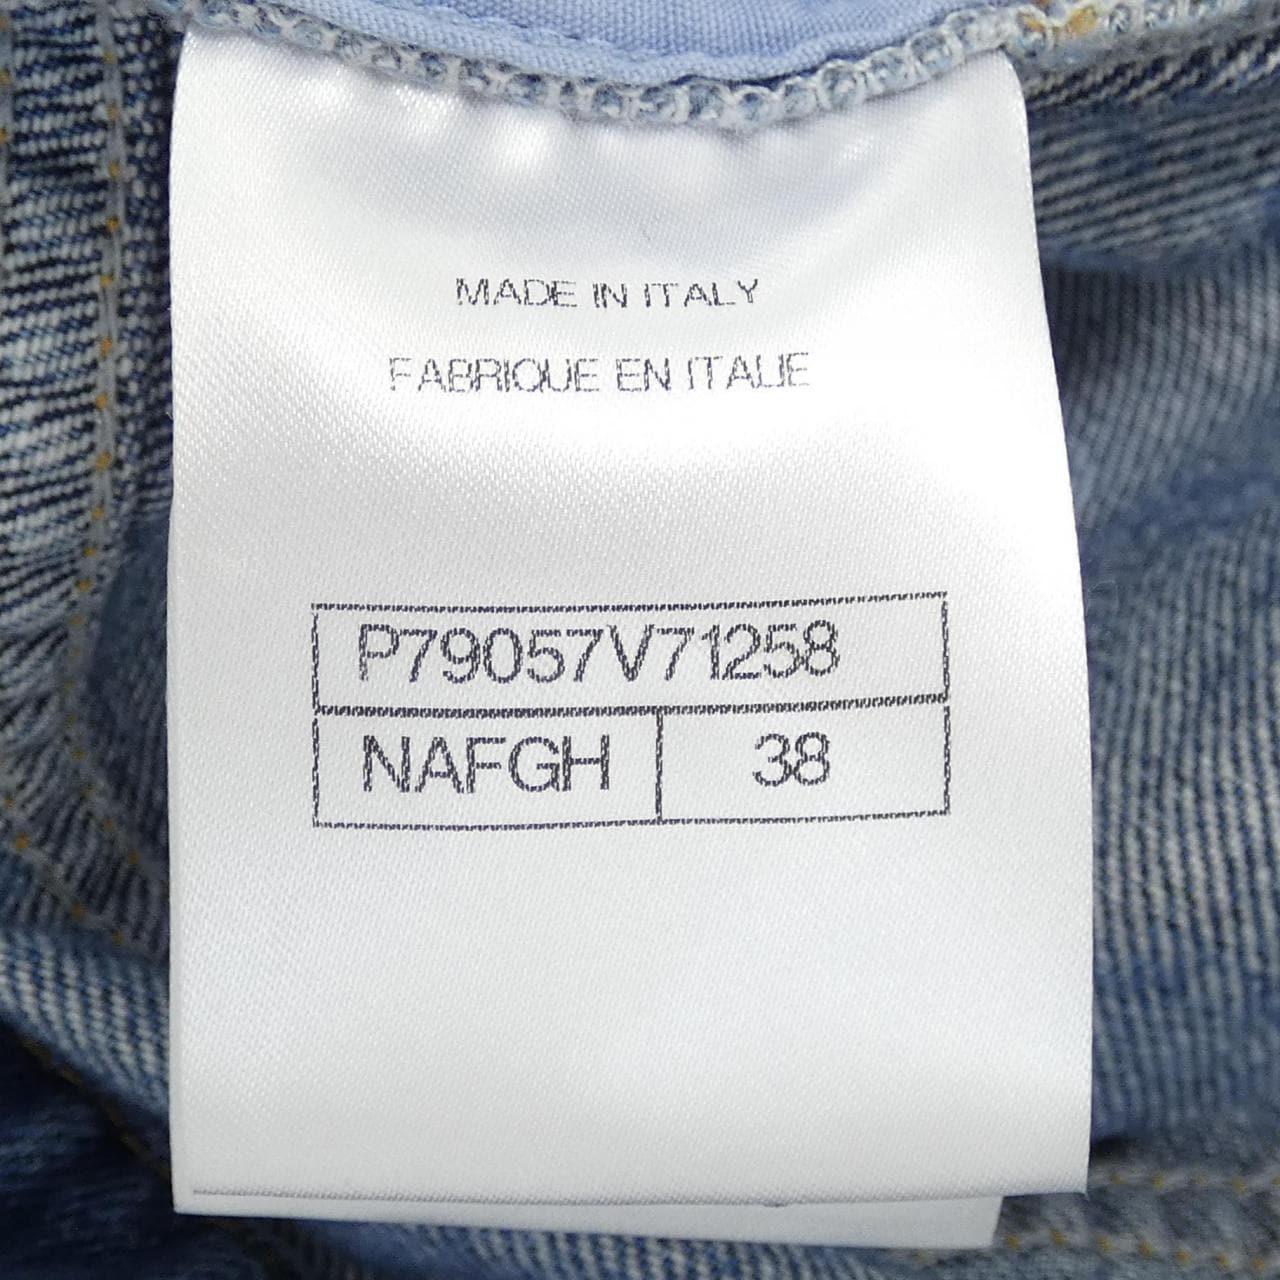 MADE IN ITALY
FABRIQUE EN ITALIE
P79057V71258
NAFGH 38